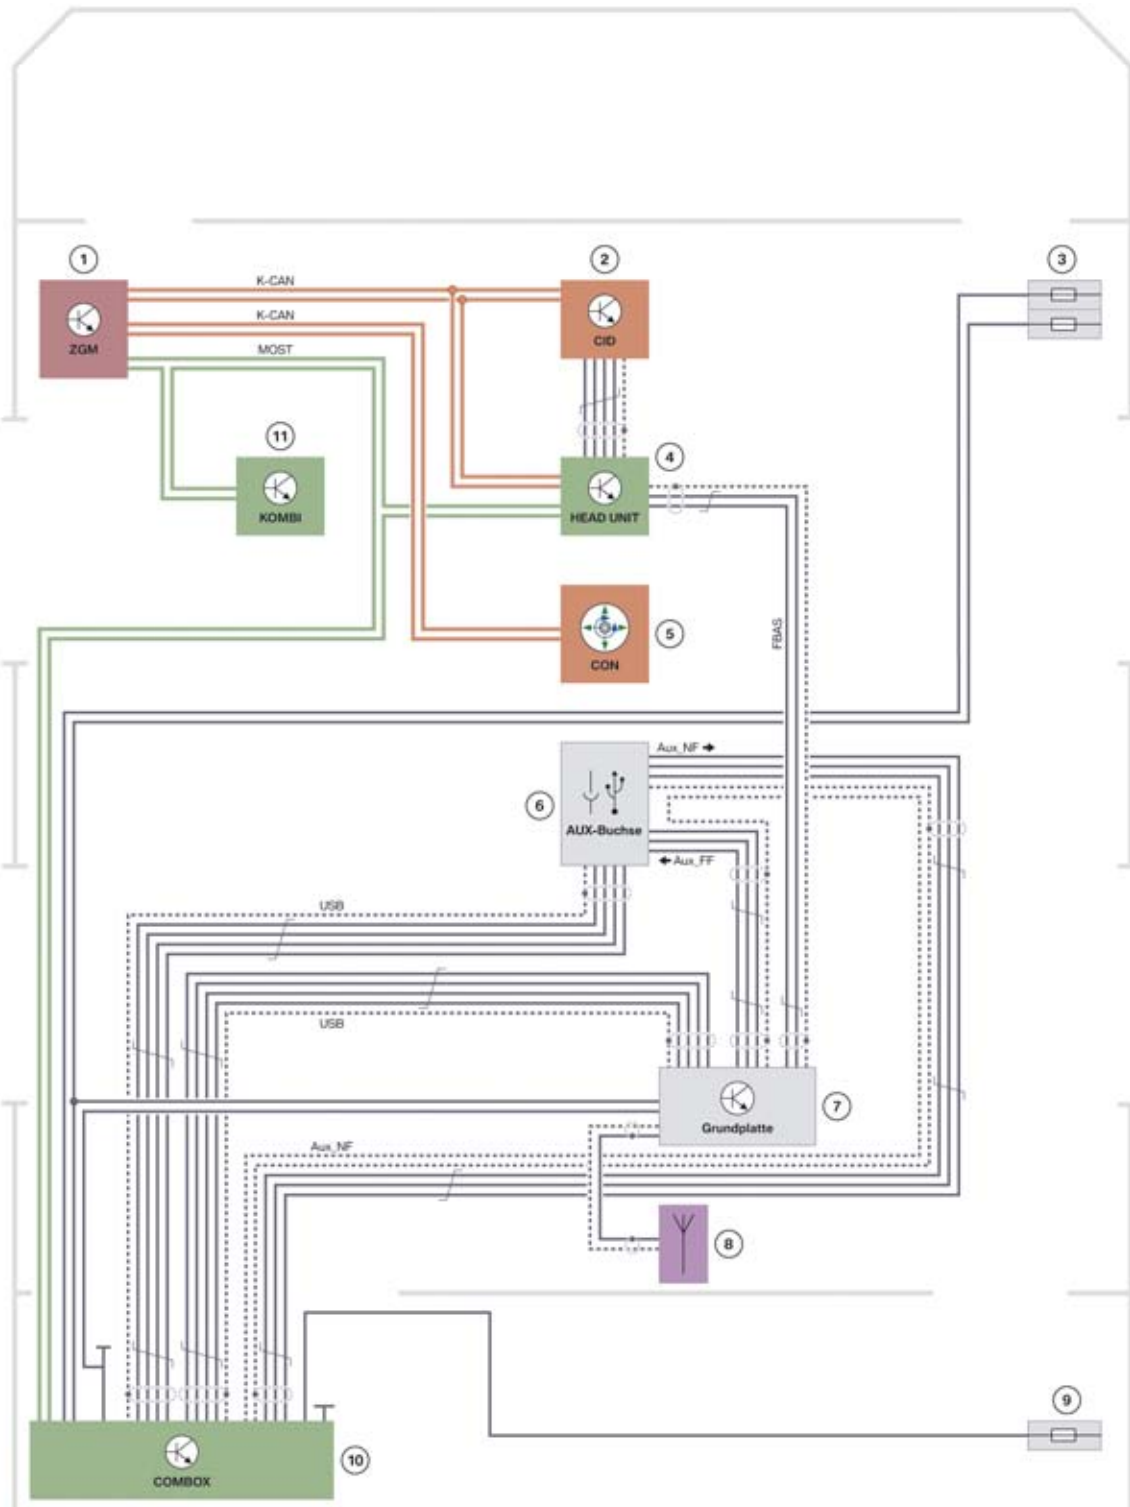 1
2
3
K-CAN
K-CAN
ZGM
CID
MOST
11
4
KOMBI
HEAD UNIT
5
CON
FBAS
Aux_NF
6
AUX-Buchse
Aux_FF
USB
USB
7
Grundplatte
Aux_NF
8
9
10
COMBOX